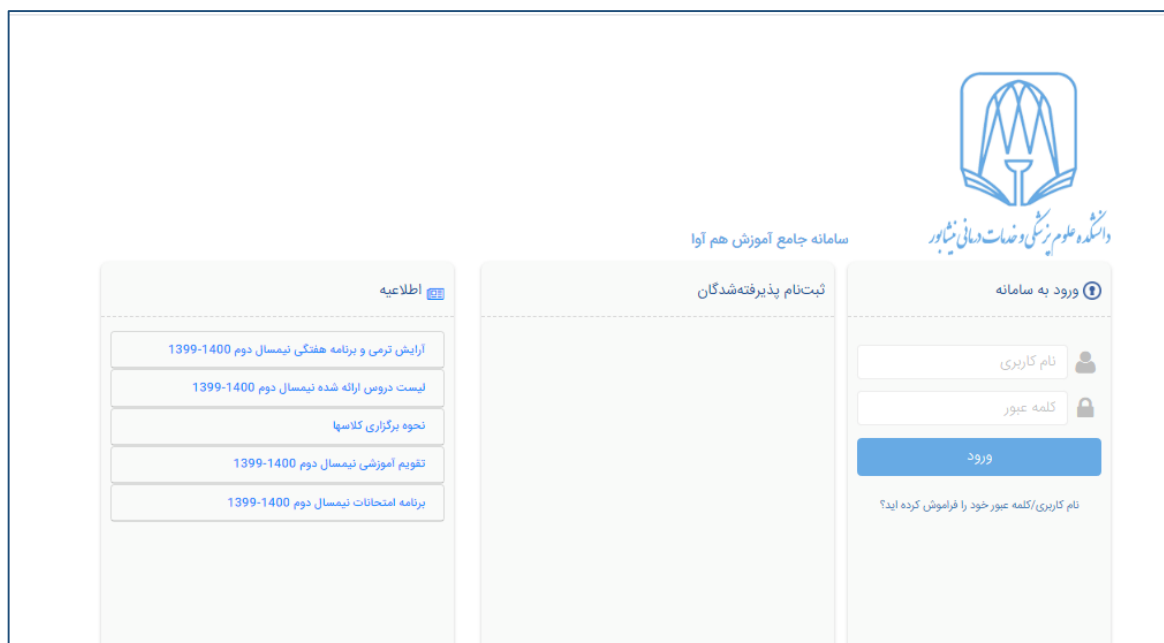 دانشکده علوم پزشکی و خدمات درمانی نیشابور
سامانه جامع آموزش هم آوا
ورود به سامانه
نام کاربری
کلمه عبور
ورود
نام کاربری/کلمه عبور خود را فراموش کرده اید؟
ثبت‌نام پذیرفته‌شدگان
اطلاعیه
آرایش ترمی و برنامه هفتگی نیمسال دوم 1400-1399
لیست دروس ارائه شده نیمسال دوم 1400-1399
نحوه برگزاری کلاسها
تقویم آموزشی نیمسال دوم 1400-1399
برنامه امتحانات نیمسال دوم 1400-1399